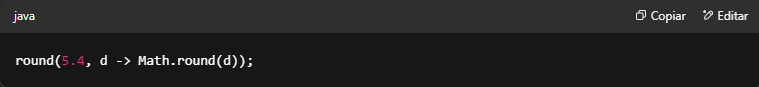 java
Copiar
Editar
round(5.4, d -> Math.round(d));